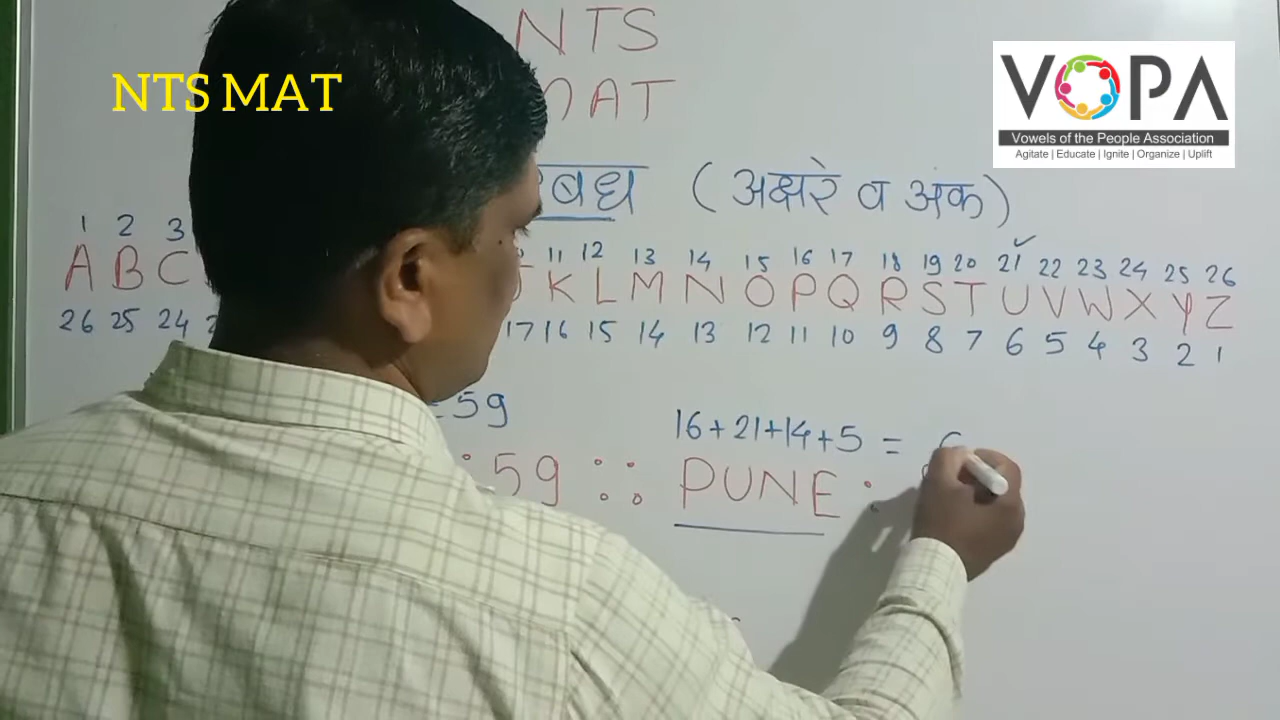 NTS
MAT
NTS MAT
VOPA
Vowels of the People Association
Agitate | Educate | Ignite | Organize | Uplift
(अक्षरे व अंक)
1 2 3 11 12 13 14 15 16 17 18 19 20 21 22 23 24 25 26
A B C K L M N O P Q R S T U V W X Y Z
26 25 24 17 16 15 14 13 12 11 10 9 8 7 6 5 4 3 2 1
= 59 16+21+14+5 =
: 59 :: PUNE :